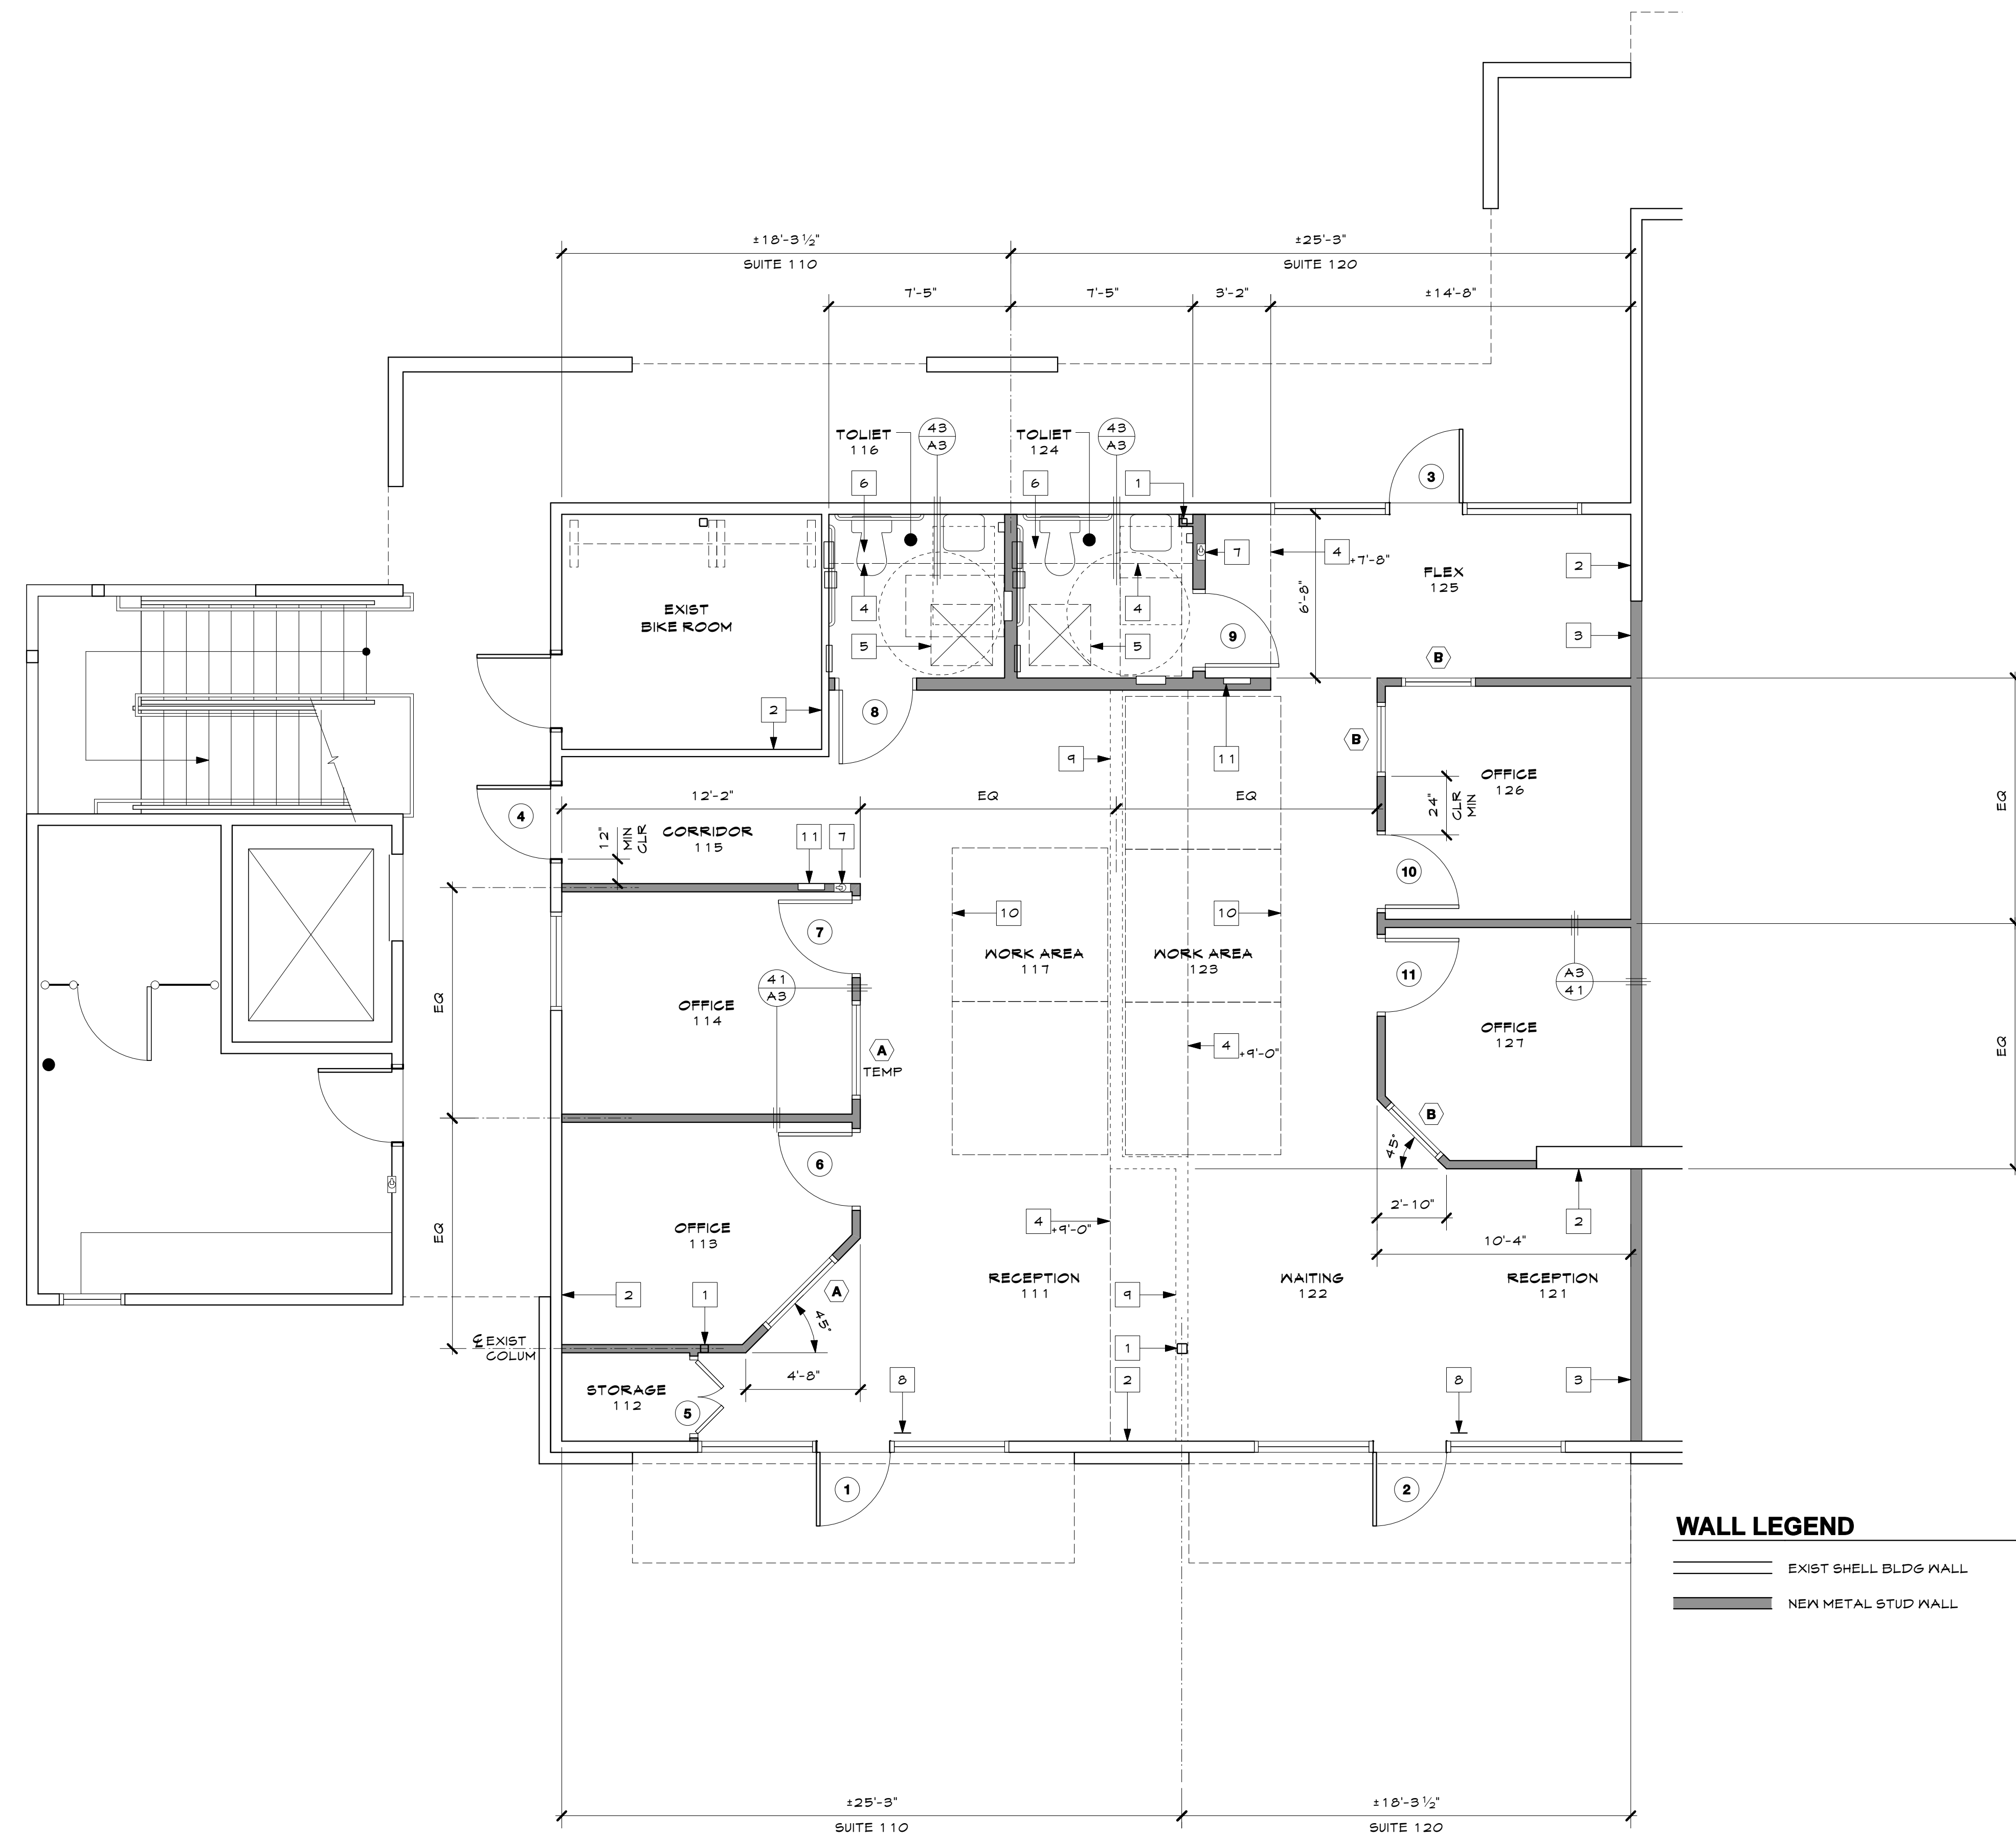 ±18'-3 ½"
±25'-3"
SUITE 110
SUITE 120
7'-5"
7'-5"
3'-2"
±14'-8"
TOLIET
116
43
A3
TOLIET
124
43
A3
3
6
6
1
7
4
+7'-8"
2
FLEX
125
EXIST
BIKE ROOM
4
4
6'-8"
5
5
9
3
B
2
8
9
11
B
OFFICE
126
12'-2"
EQ
EQ
24"
CLR
MIN
EQ
4
12"
MIN
CLR
CORRIDOR
115
11
7
10
10
10
7
WORK AREA
117
WORK AREA
123
11
A3
41
41
A3
EQ
OFFICE
114
OFFICE
127
A
TEMP
4
+9'-0"
EQ
B
45°
6
2'-10"
2
EQ
OFFICE
113
4
+9'-0"
10'-4"
RECEPTION
111
WAITING
122
RECEPTION
121
2
1
A
9
45°
℄ EXIST
COLUM
1
4'-8"
8
2
8
3
STORAGE
112
5
1
2
WALL LEGEND
EXIST SHELL BLDG WALL
NEW METAL STUD WALL
±25'-3"
±18'-3 ½"
SUITE 110
SUITE 120